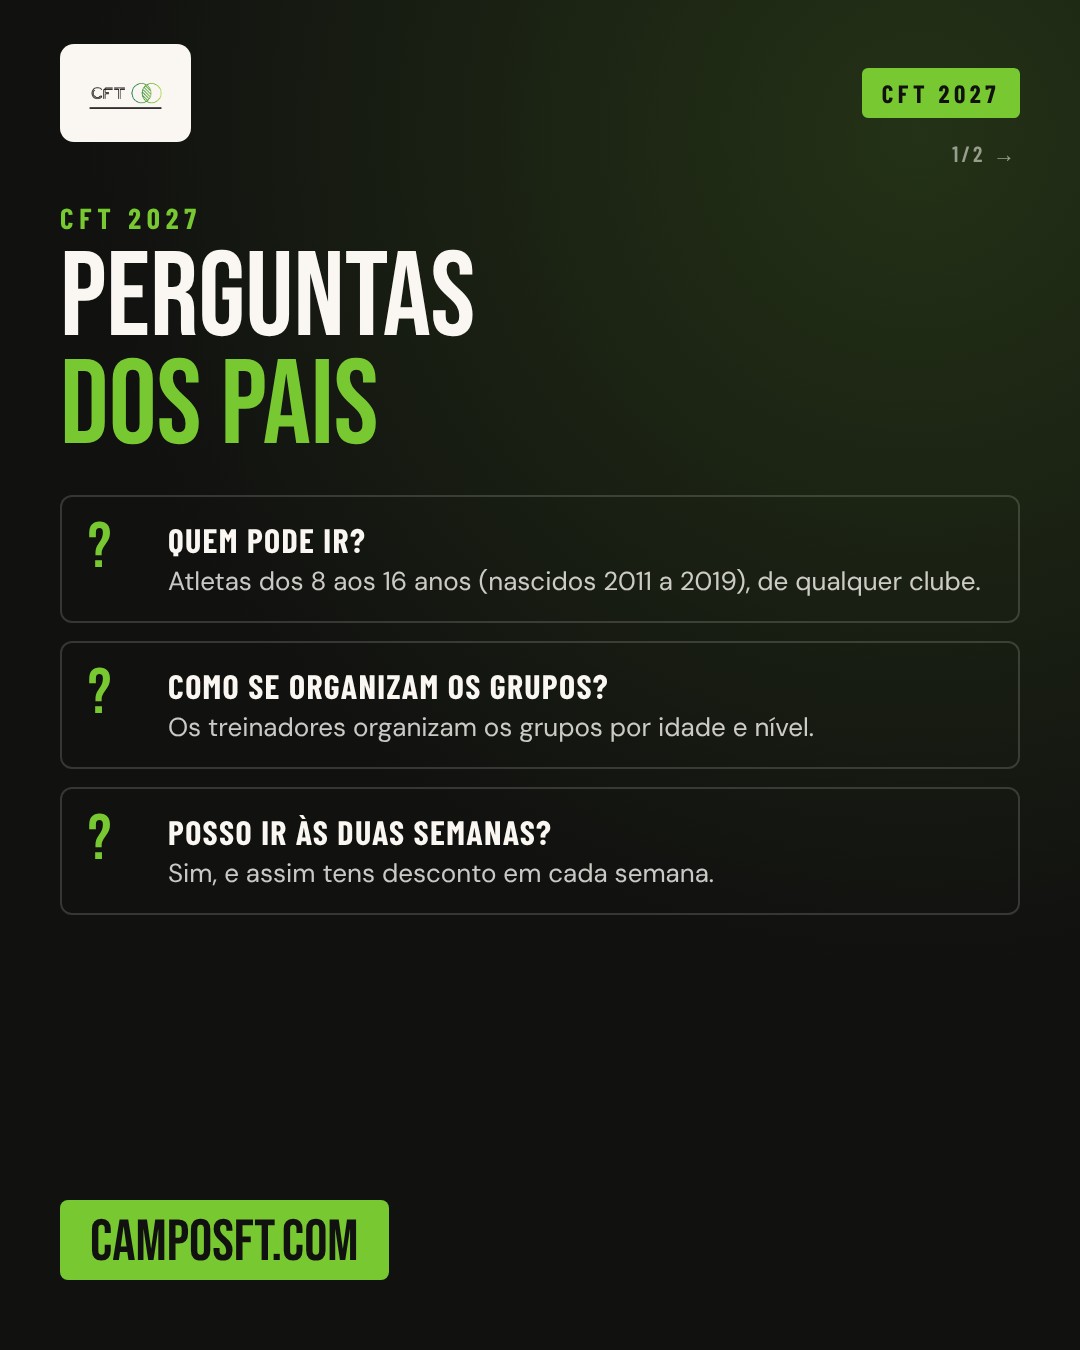 CFT
CFT 2027
1/2 →
CFT 2027
PERGUNTAS
DOS PAIS
?
QUEM PODE IR?
Atletas dos 8 aos 16 anos (nascidos 2011 a 2019), de qualquer clube.
?
COMO SE ORGANIZAM OS GRUPOS?
Os treinadores organizam os grupos por idade e nível.
?
POSSO IR ÀS DUAS SEMANAS?
Sim, e assim tens desconto em cada semana.
CAMPOSFT.COM